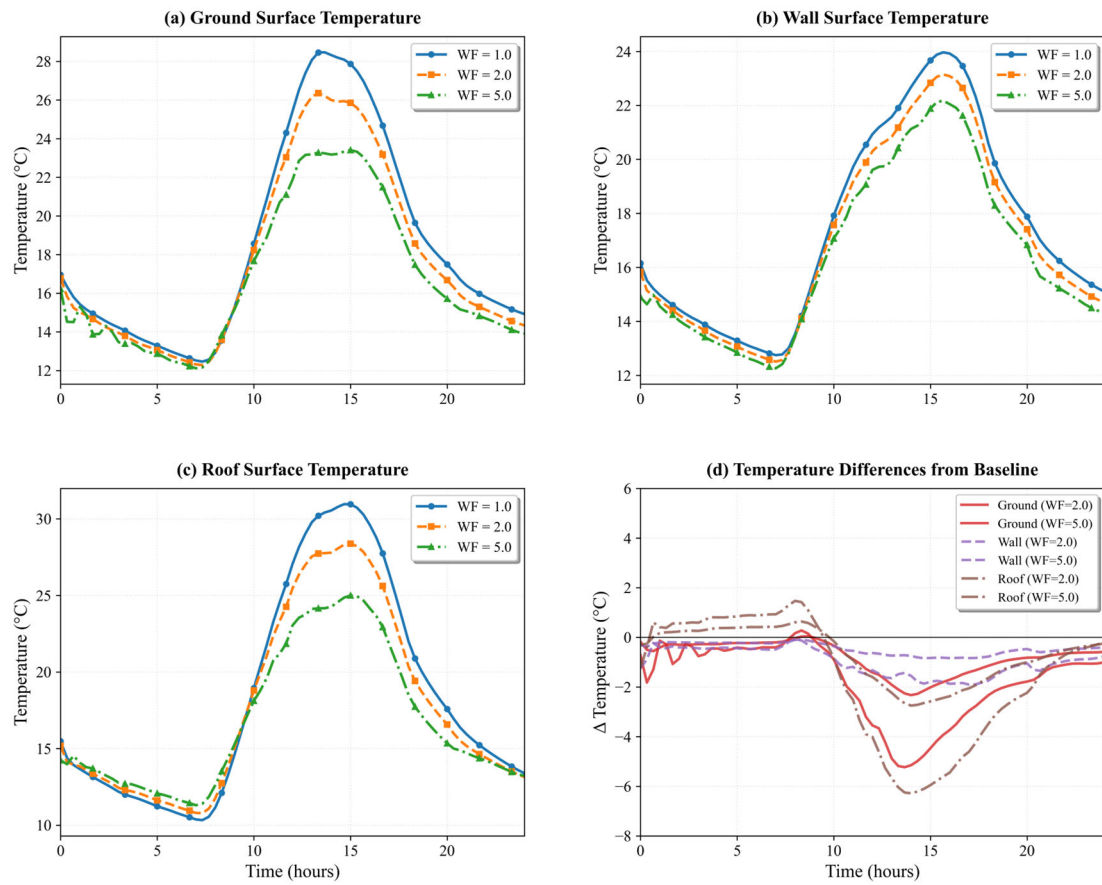 (a) Ground Surface Temperature
WF = 1.0
WF = 2.0
WF = 5.0
Temperature (°C)
28
26
24
22
20
18
16
14
12
0 5 10 15 20
(b) Wall Surface Temperature
WF = 1.0
WF = 2.0
WF = 5.0
Temperature (°C)
24
22
20
18
16
14
12
0 5 10 15 20
(c) Roof Surface Temperature
WF = 1.0
WF = 2.0
WF = 5.0
Temperature (°C)
30
25
20
15
10
0 5 10 15 20
Time (hours)
(d) Temperature Differences from Baseline
Ground (WF=2.0)
Ground (WF=5.0)
Wall (WF=2.0)
Wall (WF=5.0)
Roof (WF=2.0)
Roof (WF=5.0)
Δ Temperature (°C)
6
4
2
0
−2
−4
−6
−8
0 5 10 15 20
Time (hours)